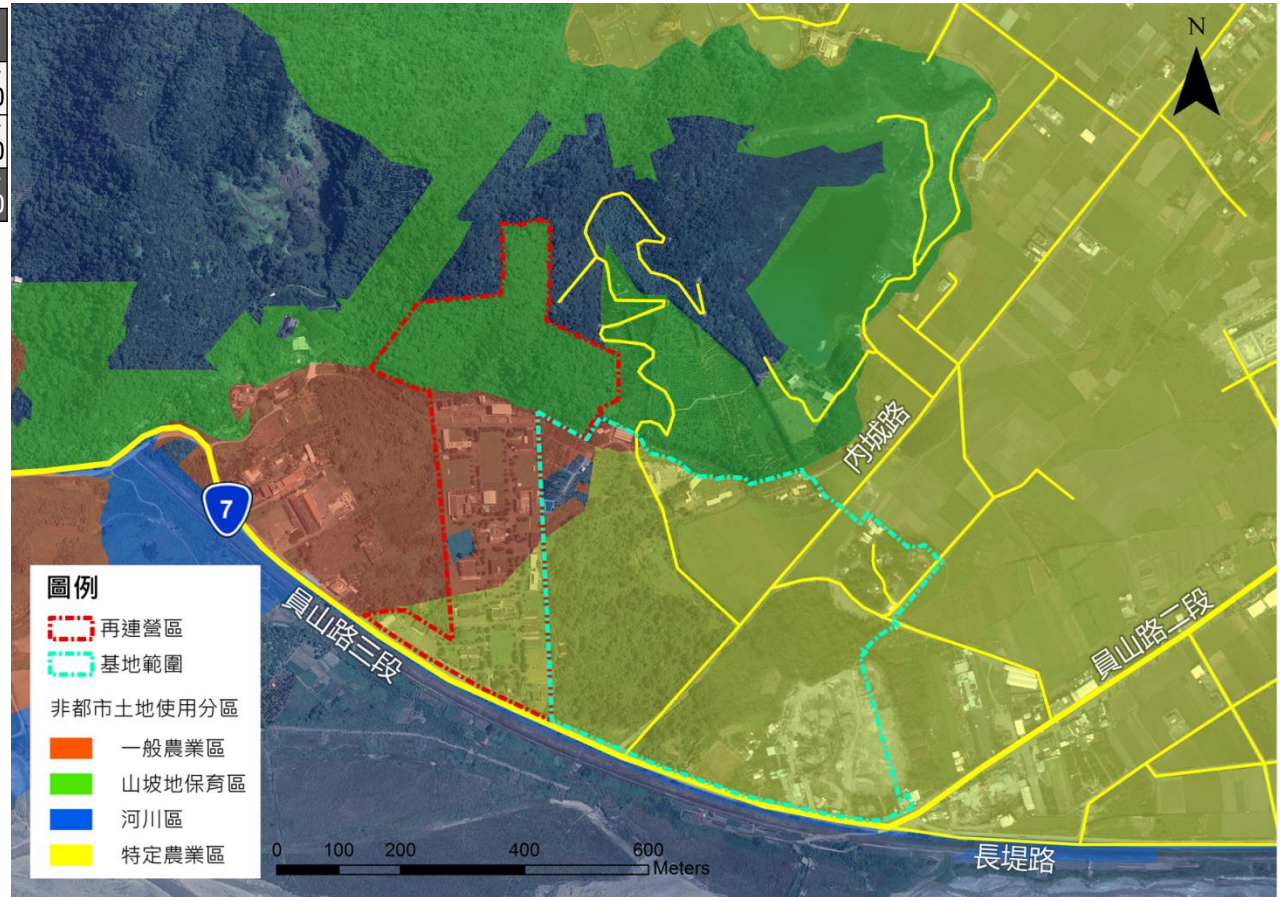 N
內城路
7
員山路三段
員山路二段
長堤路
圖例
再連營區
基地範圍
非都市土地使用分區
一般農業區
山坡地保育區
河川區
特定農業區
0 100 200 400 600
Meters